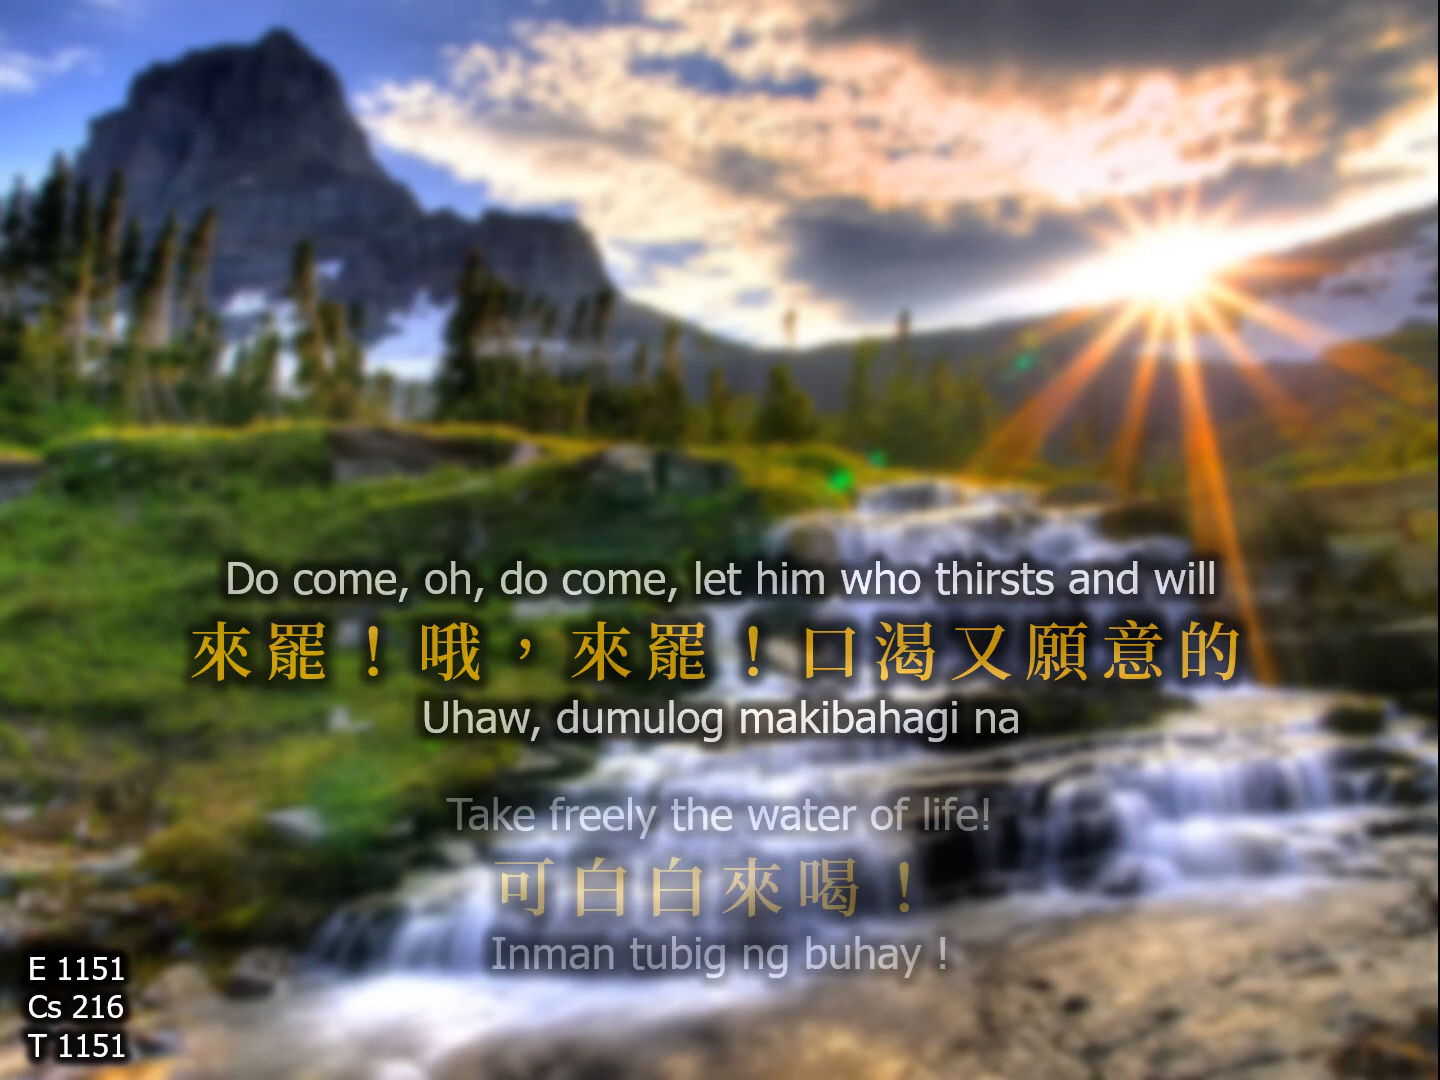 Do come, oh, do come, let him who thirsts and will
來罷！哦，來罷！口渴又願意的
Uhaw, dumulog makibahagi na
Take freely the water of life!
可白白來喝！
Inman tubig ng buhay !
E 1151
Cs 216
T 1151